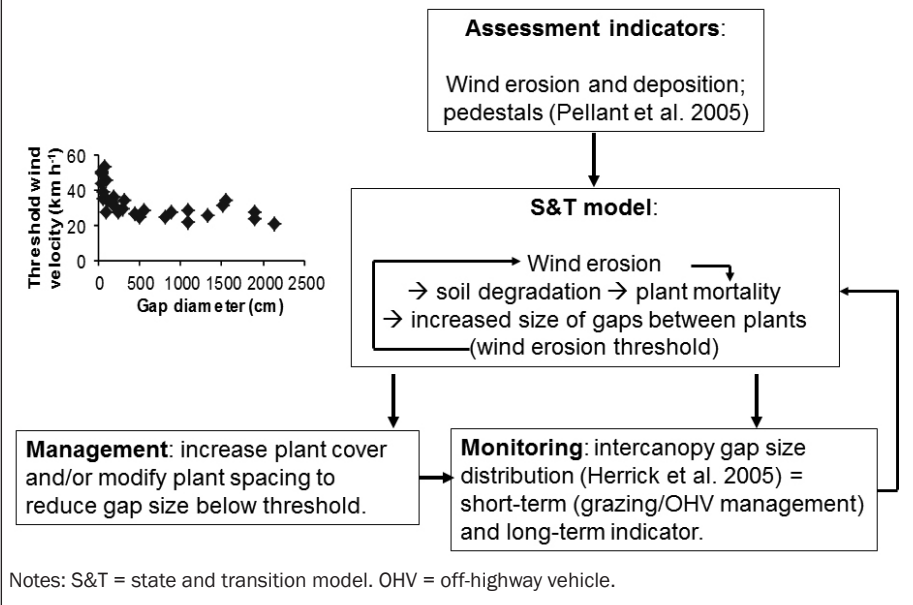 Assessment indicators:
Wind erosion and deposition;
pedestals (Pellant et al. 2005)
Threshold wind
velocity (km h-1)
60
40
20
0
0 500 1000 1500 2000 2500
Gap diameter (cm)
S&T model:
Wind erosion
→ soil degradation → plant mortality
→ increased size of gaps between plants
(wind erosion threshold)
Management: increase plant cover
and/or modify plant spacing to
reduce gap size below threshold.
Monitoring: intercanopy gap size
distribution (Herrick et al. 2005) =
short-term (grazing/OHV management)
and long-term indicator.
Notes: S&T = state and transition model. OHV = off-highway vehicle.